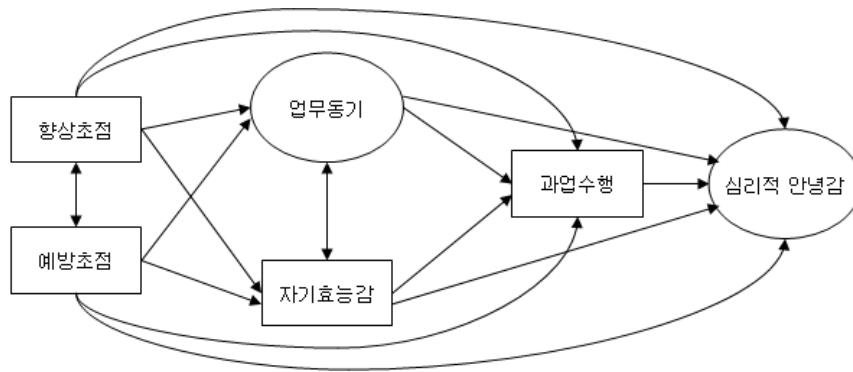 향상초점
업무동기
과업수행
심리적 안녕감
예방초점
자기효능감